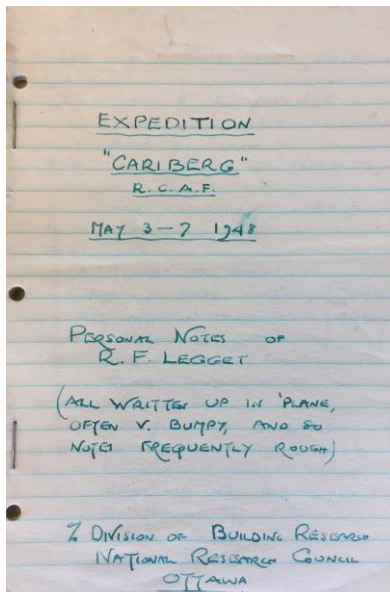 EXPEDITION
"CARIBERG"
R. C. A. F.
MAY 3 – 7 1948
PERSONAL NOTES OF
R. F. LEGGET
(ALL WRITTEN UP IN 'PLANE,
OFTEN V. BUMPY, AND SO
NOTES FREQUENTLY ROUGH)
% DIVISION OF BUILDING RESEARCH
NATIONAL RESEARCH COUNCIL
OTTAWA